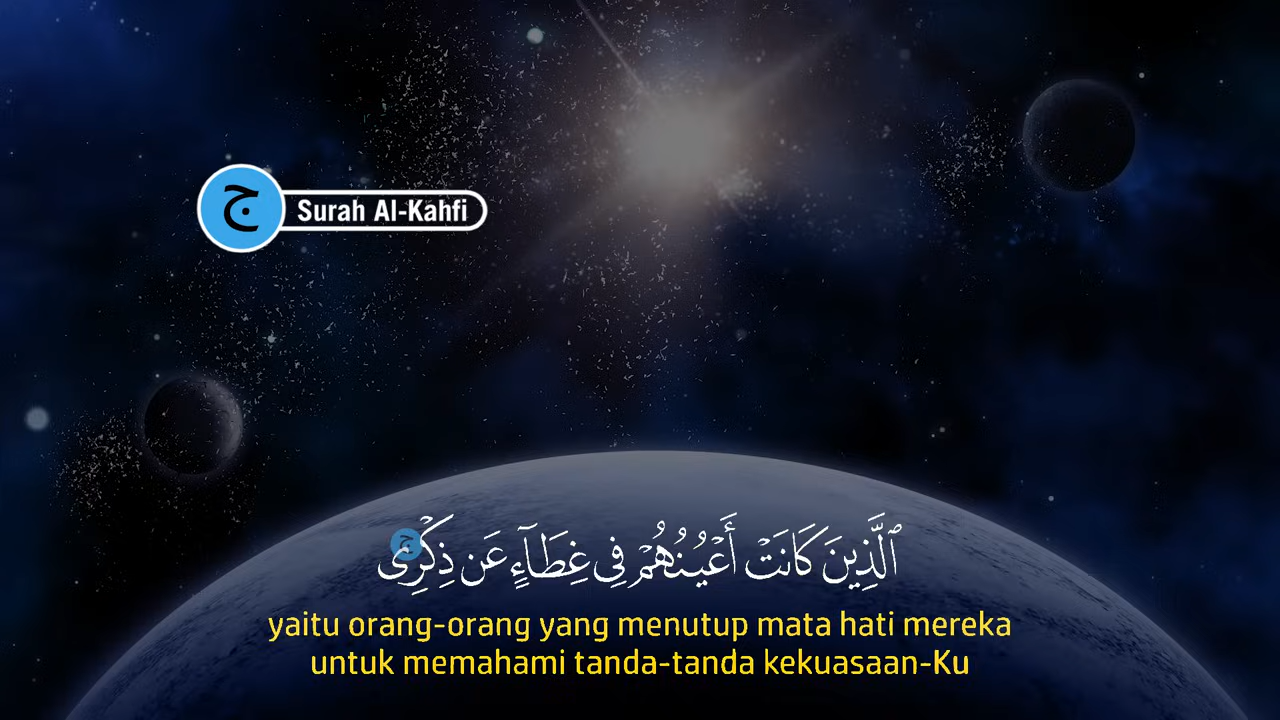 ج
Surah Al-Kahfi
ٱلَّذِينَ كَانَتْ أَعْيُنُهُمْ فِى غِطَآءٍ عَن ذِكْرِى
ج
yaitu orang-orang yang menutup mata hati mereka
untuk memahami tanda-tanda kekuasaan-Ku